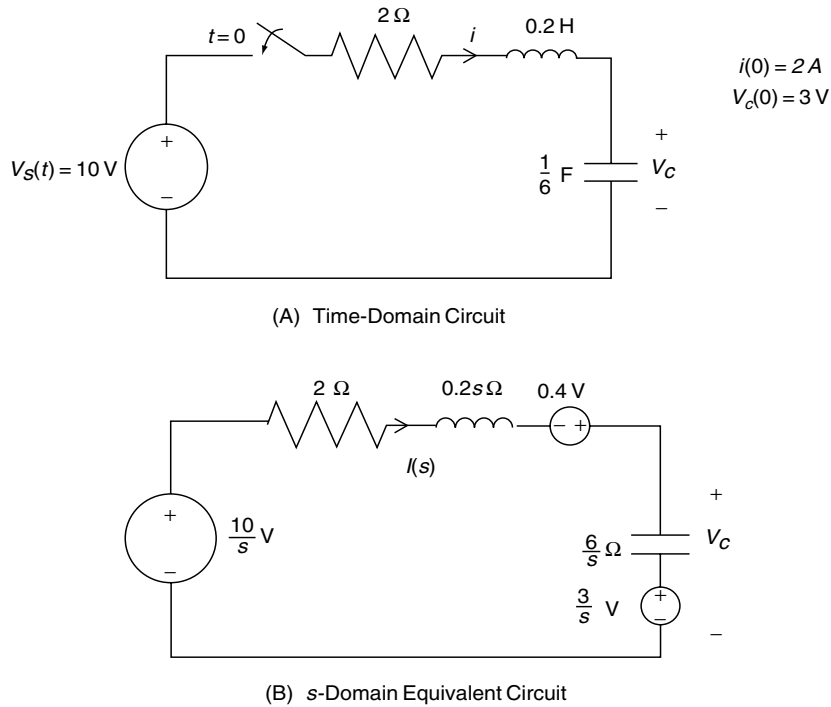 2 Ω
0.2 H
t = 0
i
i(0) = 2 A
V_c(0) = 3 V
+
+
V_S(t) = 10 V
1/6 F
V_C
−
−
(A) Time-Domain Circuit
2 Ω
0.2s Ω
0.4 V
− +
I(s)
+
+
10/s V
6/s Ω
V_C
−
3/s V
+
−
−
(B) s-Domain Equivalent Circuit